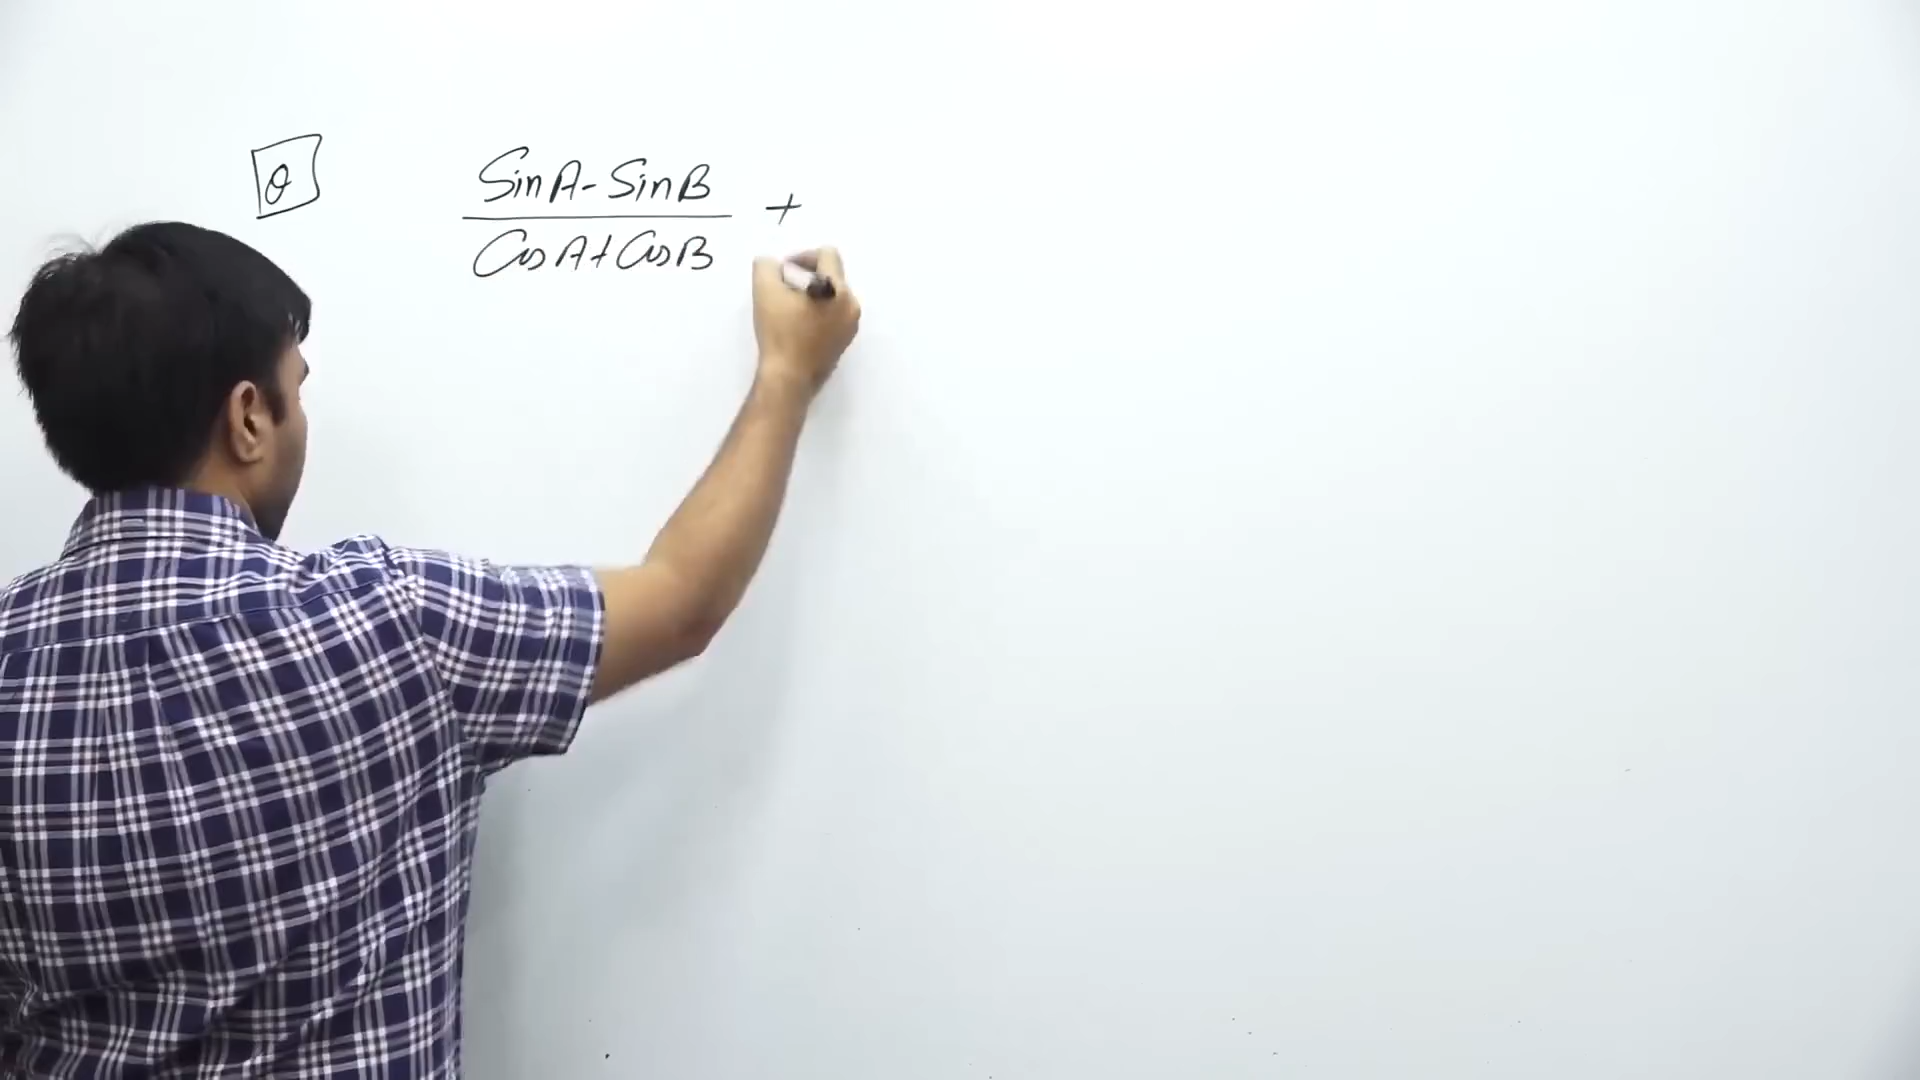 Q
SinA - SinB +
CosA + CosB